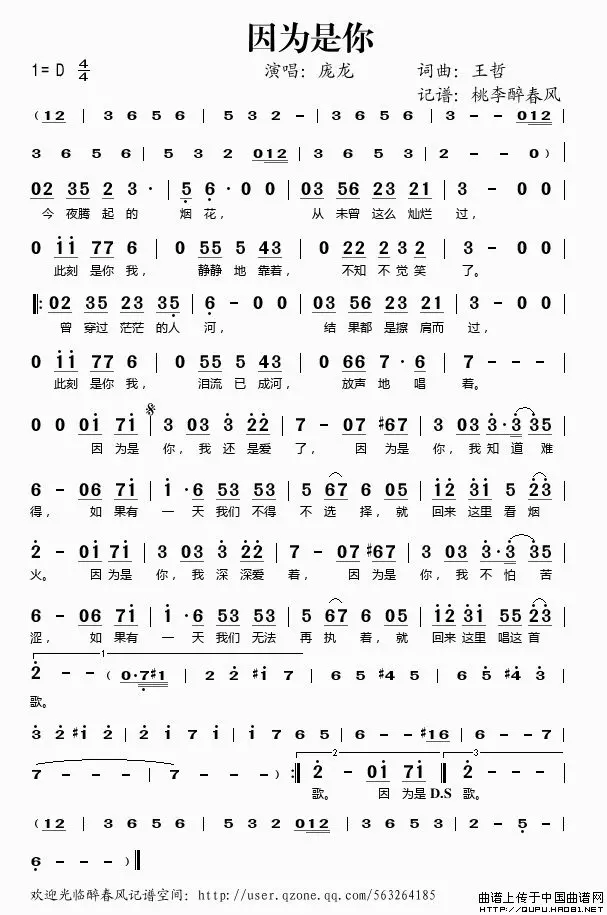 因为是你
1=D 4/4 演唱：庞龙 词曲：王哲
记谱：桃李醉春风
( 12 | 3 6 5 6 | 5 3 2 - | 3 6 5 6 | 3 - - 012 |
3 6 5 6 | 5 3 2 012 | 3 6 5 3 | 2 - - 0 ) |
02 35 2 3 · | 5 6 · 0 0 | 03 56 23 21 | 3 - 0 0 |
今 夜腾 起 的 烟 花， 从 未曾 这么 灿烂 过，
0 11 77 6 | 0 55 5 43 | 0 22 2 32 | 7 - 0 0 |
此刻 是你 我， 静静 地 靠着， 不知 不 觉笑 了。
‖: 02 35 23 35 | 6 - 0 0 | 03 56 23 21 | 3 - 0 0 |
曾 穿过 茫茫 的人 河， 结 果都 是擦 肩而 过，
0 11 77 6 | 0 55 5 43 | 0 66 7 · 6 | 7 - - - |
此刻 是你 我， 泪流 已 成河， 放声 地 唱 着。
0 0 01 71 | 3 03 3 22 | 7 - 07 #67 | 3 03 3·3 35 |
因 为是 你， 我 还 是爱 了， 因 为是 你， 我 知 道 难
6 - 06 71 | 1 ·6 53 53 | 5 67 6 05 | 12 31 5 23 |
得， 如 果有 一 天 我们 不得 不 选 择， 就 回来 这里 看 烟
2 - 01 71 | 3 03 3 22 | 7 - 07 #67 | 3 03 3·3 35 |
火。 因 为是 你， 我 深 深爱 着， 因 为是 你， 我 不 怕 苦
6 - 06 71 | 1 ·6 53 53 | 5 67 6 05 | 12 31 55 23 |
涩， 如 果有 一 天 我们 无法 再 执 着， 就 回来 这里 唱这 首
1
2 - - ( 0·7#1 | 2 2 #1 7 | 6 5 #4 5 | 6 5 #4 3 |
歌。
3 2 #1 2 | 2 1 7 1 | 1 7 6 5 | 6 - - #16 | 6 - - 7 |
2 3
7 - - - | 7 - - - ) :‖ 2 - 01 71 ‖ 2 - - - |
歌。 因 为是 D.S 歌。
( 12 | 3 6 5 6 | 5 3 2 012 | 3 6 5 6 | 5 3 2 - |
6 - - - )‖
欢迎光临醉春风记谱空间：http://user.qzone.qq.com/563264185
曲谱上传于中国曲谱网
http://QUPU.HAO81.NET